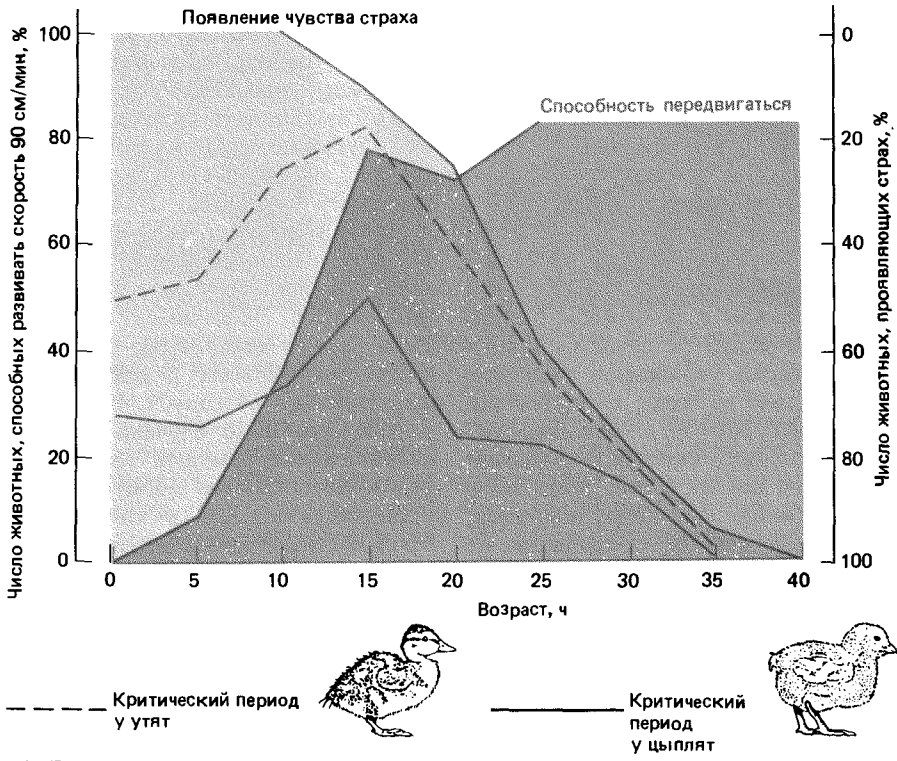 Появление чувства страха
Число животных, способных развивать скорость 90 см/мин, %
100
80
60
40
20
0
Способность передвигаться
0
20
40
60
80
100
Число животных, проявляющих страх, %
0 5 10 15 20 25 30 35 40
Возраст, ч
Критический период
у утят
Критический
период
у цыплят